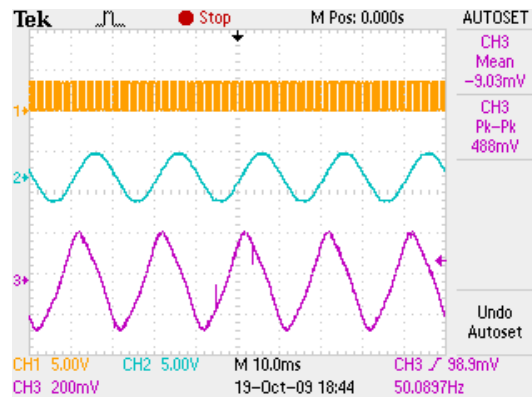 Tek Stop M Pos: 0.000s AUTOSET
CH3
Mean
-9.03mV
CH3
Pk-Pk
488mV
1
2
3
Undo
Autoset
CH1 5.00V CH2 5.00V M 10.0ms CH3 98.9mV
CH3 200mV 19-Oct-09 18:44 50.0897Hz